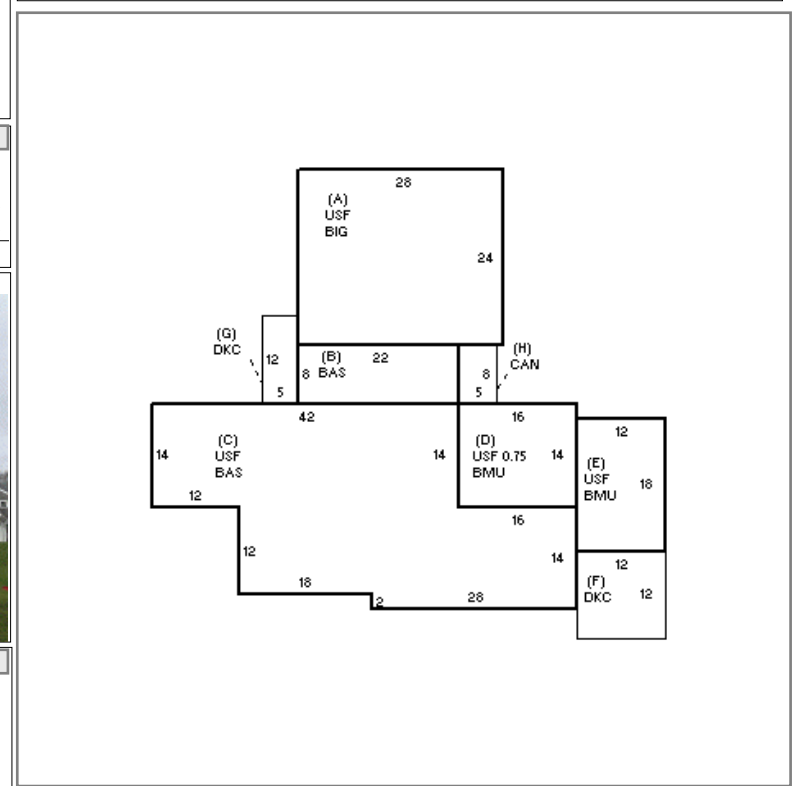 28
(A)
USF
BIG
24
(G)
DKC
12
5
(B)
BAS
8
22
(H)
CAN
8
5
42
16
14
(C)
USF
BAS
14
(D)
USF 0.75
BMU
14
12
(E)
USF
BMU
18
12
16
12
14
12
(F)
DKC
12
18
2
28